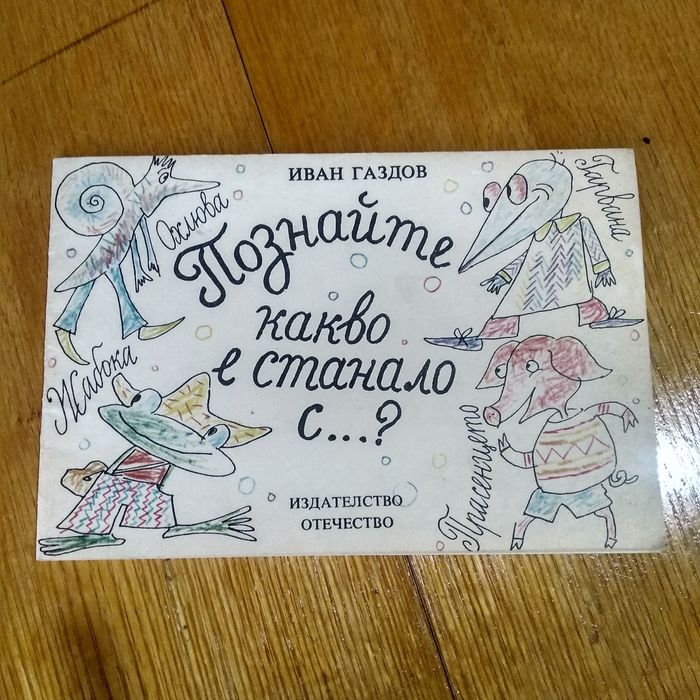 ИВАН ГАЗДОВ
Охлюва
Гарвана
Познайте
какво
е станало
с...?
Жабока
Прасенцето
ИЗДАТЕЛСТВО
ОТЕЧЕСТВО